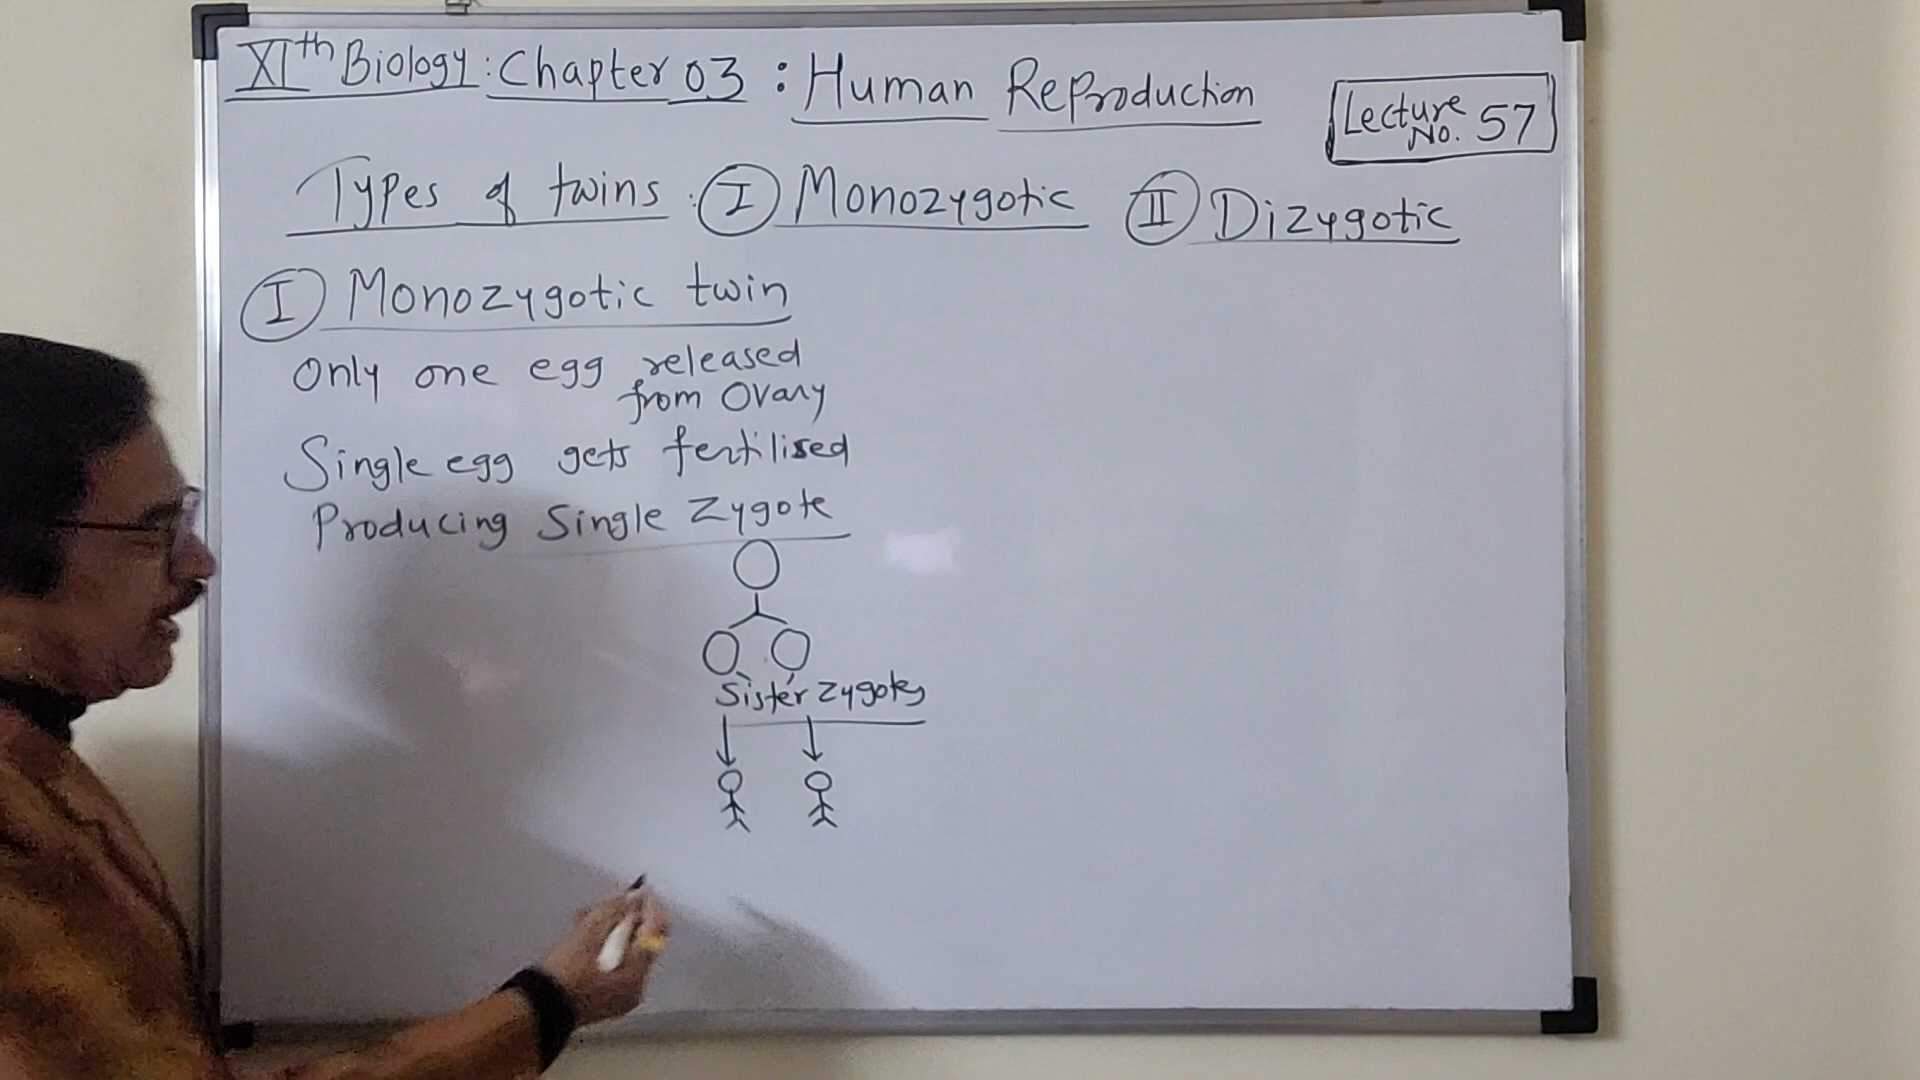 XIth Biology: Chapter 03: Human Reproduction
Lecture No. 57
Types of twins: I Monozygotic II Dizygotic
I Monozygotic twin
Only one egg released
from Ovary
Single egg gets fertilised
Producing Single Zygote
Sister Zygotes